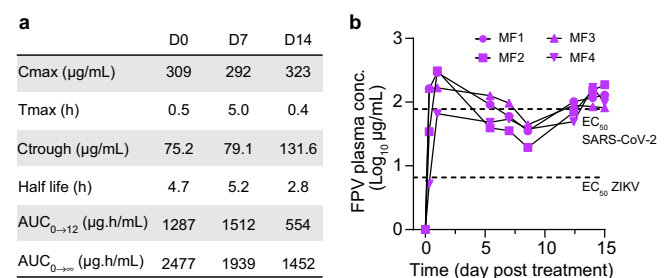 a
D0 D7 D14
Cmax (µg/mL) 309 292 323
Tmax (h) 0.5 5.0 0.4
Ctrough (µg/mL) 75.2 79.1 131.6
Half life (h) 4.7 5.2 2.8
AUC0→12 (µg.h/mL) 1287 1512 554
AUC0→∞ (µg.h/mL) 2477 1939 1452
b
MF1 MF3
MF2 MF4
FPV plasma conc.
(Log10 µg/mL)
3
2
1
0
EC50
SARS-CoV-2
EC50 ZIKV
0 5 10 15
Time (day post treatment)